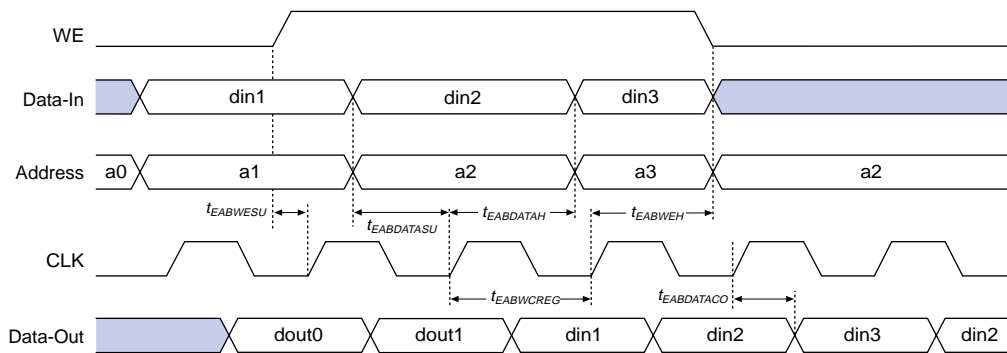 WE
Data-In din1 din2 din3
Address a0 a1 a2 a3 a2
tEABWESU tEABDATASU tEABDATAH tEABWEH
CLK
tEABWCREG tEABDATACO
Data-Out dout0 dout1 din1 din2 din3 din2